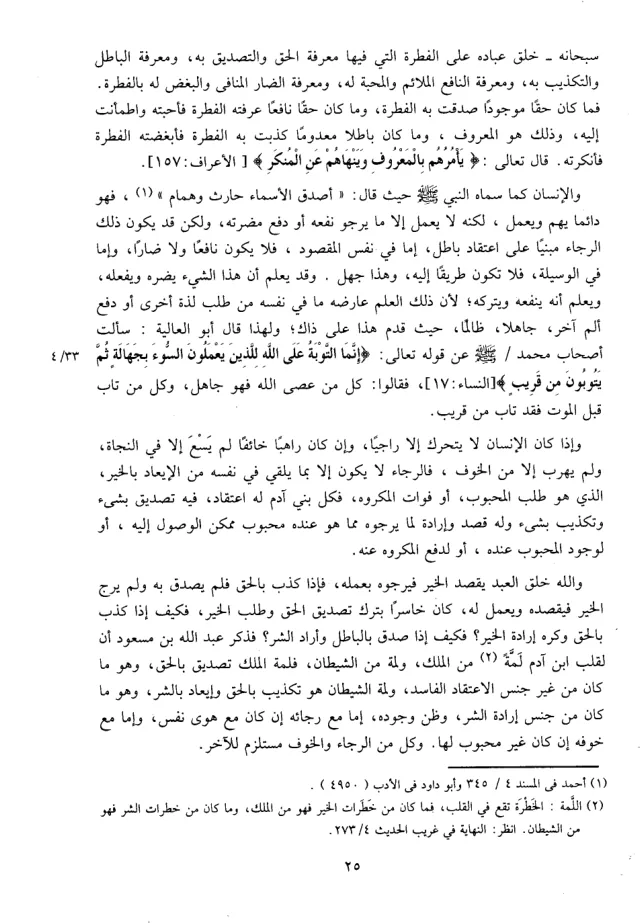 سبحانه ـ خلق عباده على الفطرة التي فيها معرفة الحق والتصديق به، ومعرفة الباطل
والتكذيب به، ومعرفة النافع الملائم والمحبة له، ومعرفة الضار المنافى والبغض له بالفطرة.
فما كان حقا موجودًا صدقت به الفطرة، وما كان حقا نافعًا عرفته الفطرة فأحبته واطمأنت
إليه، وذلك هو المعروف ، وما كان باطلا معدومًا كذبت به الفطرة فأبغضته الفطرة
فأنكرته. قال تعالى :﴿ يَأْمُرُهُم بِالْمَعْرُوفِ وَيَنْهَاهُمْ عَنِ الْمُنكَرِ ﴾ [ الأعراف:١٥٧].
والإنسان كما سماه النبي ﷺ حيث قال: « أصدق الأسماء حارث وهمام » (١) ، فهو
دائما يهم ويعمل ، لكنه لا يعمل إلا ما يرجو نفعه أو دفع مضرته، ولكن قد يكون ذلك
الرجاء مبنيًا على اعتقاد باطل، إما في نفس المقصود ، فلا يكون نافعًا ولا ضارًا، وإما
في الوسيلة، فلا تكون طريقًا إليه، وهذا جهل . وقد يعلم أن هذا الشيء يضره ويفعله،
ويعلم أنه ينفعه ويتركه؛ لأن ذلك العلم عارضه ما في نفسه من طلب لذة أخرى أو دفع
ألم آخر، جاهلا، ظالمًا، حيث قدم هذا على ذاك؛ ولهذا قال أبو العالية : سألت
أصحاب محمد / ﷺ عن قوله تعالى: ﴿إِنَّمَا التَّوْبَةُ عَلَى اللَّهِ لِلَّذِينَ يَعْمَلُونَ السُّوءَ بِجَهَالَةٍ ثُمَّ ٤/٣٣
يَتُوبُونَ مِن قَرِيبٍ ﴾[النساء:١٧]، فقالوا: كل من عصى الله فهو جاهل، وكل من تاب
قبل الموت فقد تاب من قريب.
وإذا كان الإنسان لا يتحرك إلا راجيًا، وإن كان راهبًا خائفًا لم يَسْعَ إلا في النجاة،
ولم يهرب إلا من الخوف ، فالرجاء لا يكون إلا بما يلقي في نفسه من الإيعاد بالخير،
الذي هو طلب المحبوب، أو فوات المكروه، فكل بني آدم له اعتقاد، فيه تصديق بشىء
وتكذيب بشىء وله قصد وإرادة لما يرجوه مما هو عنده محبوب ممكن الوصول إليه ، أو
لوجود المحبوب عنده ، أو لدفع المكروه عنه.
والله خلق العبد يقصد الخير فيرجوه بعمله، فإذا كذب بالحق فلم يصدق به ولم يرج
الخير فيقصده ويعمل له، كان خاسرًا بترك تصديق الحق وطلب الخير، فكيف إذا كذب
بالحق وكره إرادة الخير؟ فكيف إذا صدق بالباطل وأراد الشر؟ فذكر عبد الله بن مسعود أن
لقلب ابن آدم لَمَّةً (٢) من الملك، ولمة من الشيطان، فلمة الملك تصديق بالحق، وهو ما
كان من غير جنس الاعتقاد الفاسد، ولمة الشيطان هو تكذيب بالحق وإيعاد بالشر، وهو ما
كان من جنس إرادة الشر، وظن وجوده، إما مع رجائه إن كان مع هوى نفس، وإما مع
خوفه إن كان غير محبوب لها. وكل من الرجاء والخوف مستلزم للآخر.
(١) أحمد فى المسند ٤ / ٣٤٥ وأبو داود فى الأدب ( ٤٩٥٠ ) .
(٢) اللَّمة : الخَطْرَة تقع في القلب، فما كان من خَطَرات الخير فهو من الملك، وما كان من خطرات الشر فهو
من الشيطان. انظر: النهاية في غريب الحديث ٢٧٣/٤.
٢٥